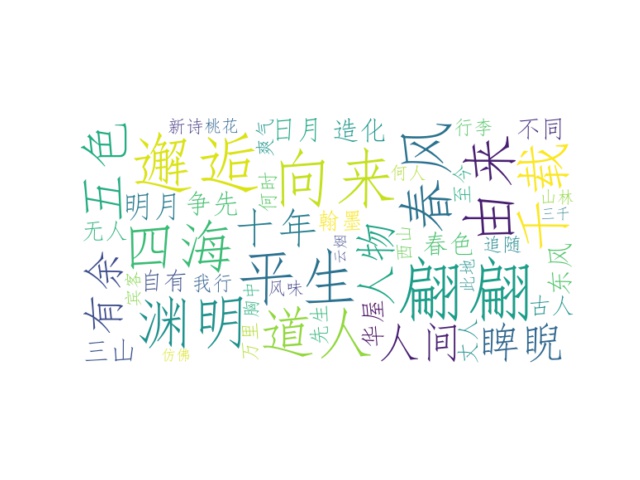 五色
新诗
桃花
邂逅
爽气
日月
造化
向来
何人
春风
行李
至今
由来
不同
千载
山林
三千
明月
争先
何时
无人
四海
十年
翰墨
云烟
人物
西山
春色
追随
有余
宾客
自有
我行
平生
风味
胸中
翩翩
此地
东风
古人
渊明
万里
道人
先生
华屋
人间
丈人
睥睨
三山
仿佛